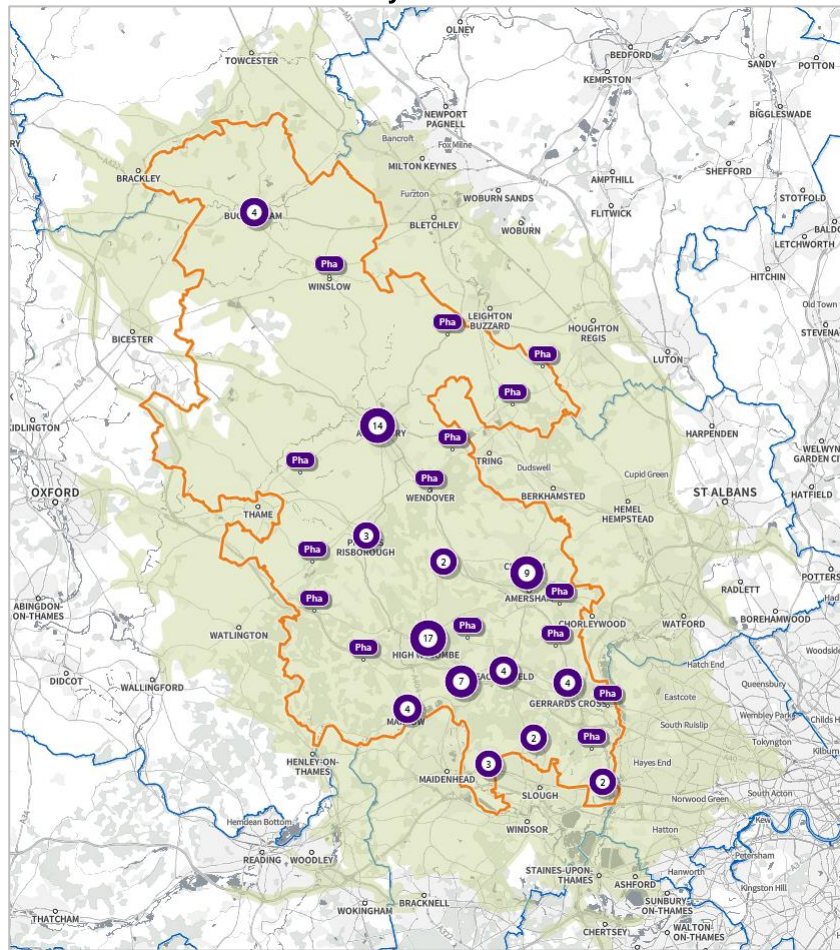 OLNEY
TOWCESTER
BEDFORD
KEMPSTON
SANDY
POTTON
NEWPORT
PAGNELL
BIGGLESWADE
Bancroft
Fox Milne
MILTON KEYNES
BRACKLEY
AMPTHILL
SHEFFORD
Furzton
WOBURN SANDS
STOTFOLD
4
BLETCHLEY
FLITWICK
WOBURN
LETCHWORTH
Pha
WINSLOW
HITCHIN
Old Town
Pha
LEIGHTON
BUZZARD
HOUGHTON
REGIS
BICESTER
Pha
LUTON
Pha
14
HARPENDEN
Pha
TRING
Dudswell
Pha
Cupid Green
Pha
WENDOVER
BERKHAMSTED
OXFORD
ST ALBANS
HATFIELD
THAME
HEMEL
HEMPSTEAD
3
RISBOROUGH
Pha
2
9
RADLETT
Pha
AMERSHAM
Pha
ABINGDON
-ON-THAMES
BOREHAMWOOD
CHORLEYWOOD
WATFORD
WATLINGTON
Pha
Pha
17
Pha
Hatch End
DIDCOT
WALLINGFORD
4
7
4
Queensbury
GERRARDS CROSS
Pha
Eastcote
4
South Ruislip
Wembley Park
2
Pha
Tokyngton
HENLEY-ON-
THAMES
3
MAIDENHEAD
2
Hayes End
SLOUGH
Norwood Green
South Acton
Hemdean Bottom
WINDSOR
Hatton
Kew
READING
WOODLEY
STAINES-UPON-
THAMES
ASHFORD
Hanworth
Petersham
Kingston Hill
BRACKNELL
SUNBURY
-ON-THAMES
THATCHAM
WOKINGHAM
CHERTSEY
WALTON
-ON-THAMES